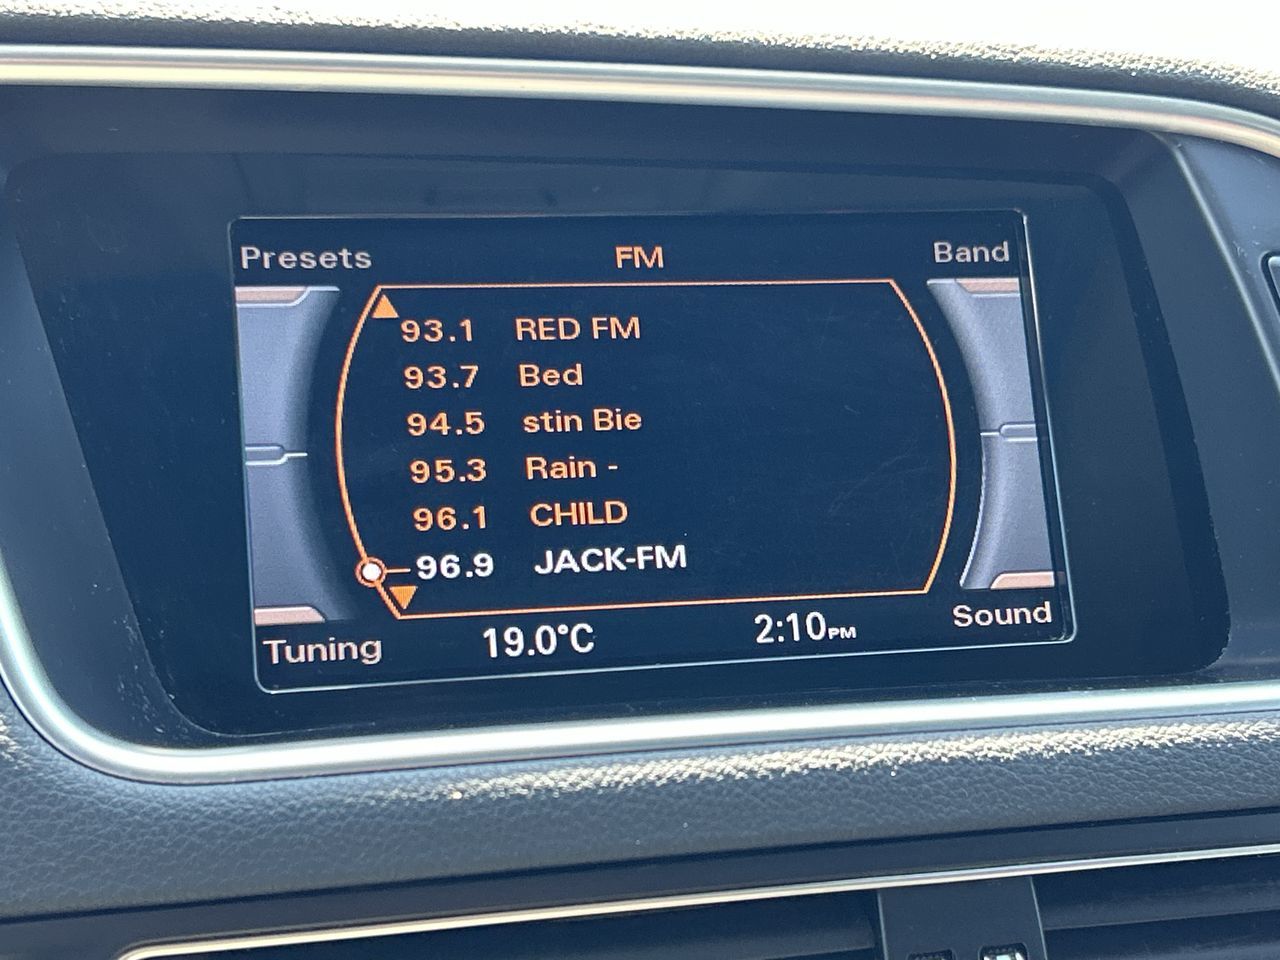 Presets FM Band
93.1 RED FM
93.7 Bed
94.5 stin Bie
95.3 Rain -
96.1 CHILD
96.9 JACK-FM
Tuning 19.0°C 2:10PM Sound